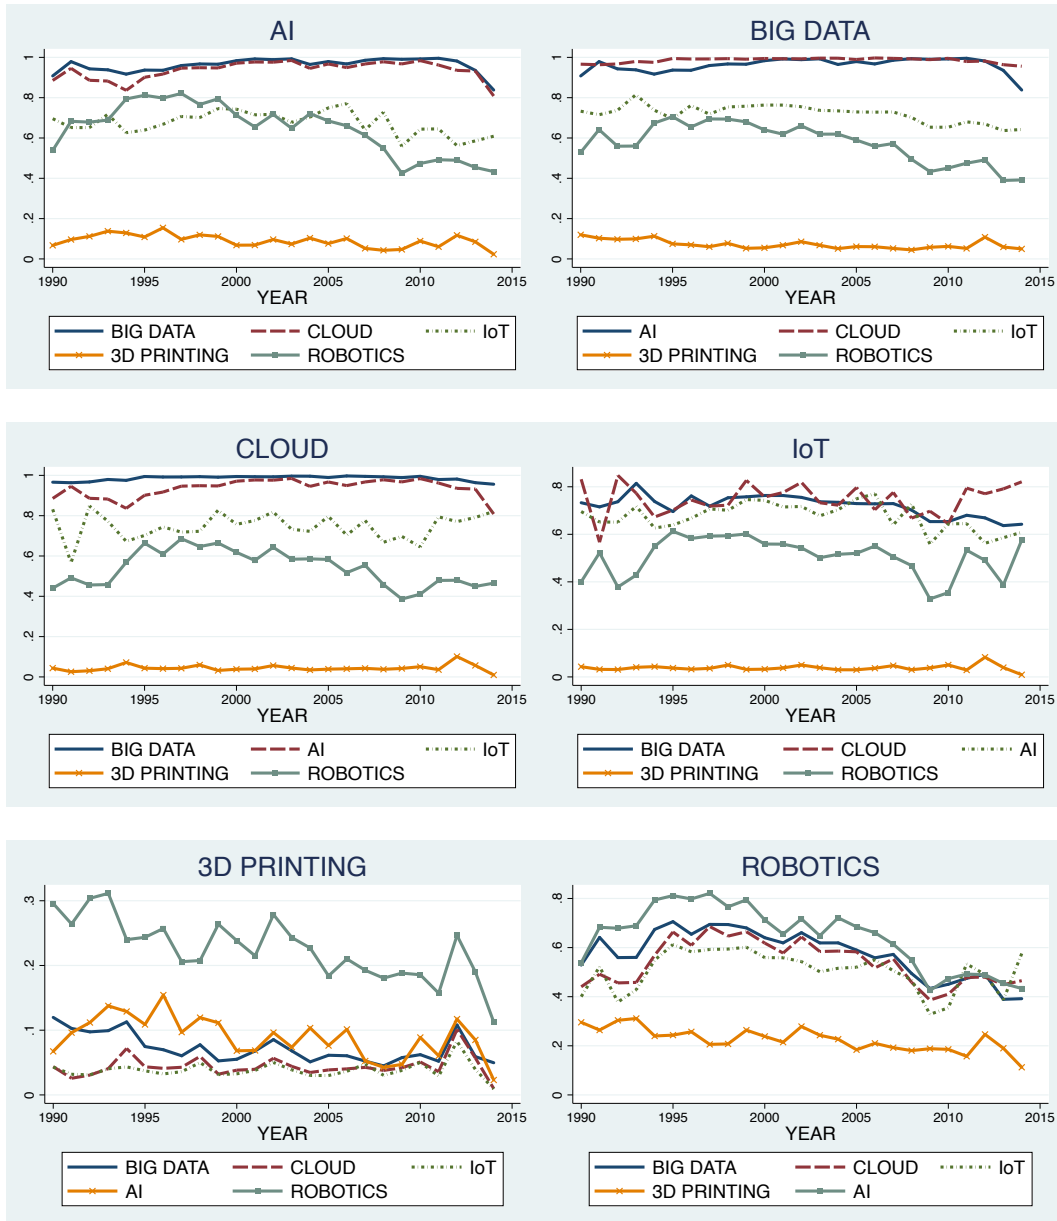 AI
1
.8
.6
.4
.2
0
1990 1995 2000 2005 2010 2015
YEAR
BIG DATA CLOUD IoT
3D PRINTING ROBOTICS
BIG DATA
1
.8
.6
.4
.2
0
1990 1995 2000 2005 2010 2015
YEAR
AI CLOUD IoT
3D PRINTING ROBOTICS
CLOUD
1
.8
.6
.4
.2
0
1990 1995 2000 2005 2010 2015
YEAR
BIG DATA AI IoT
3D PRINTING ROBOTICS
IoT
.8
.6
.4
.2
0
1990 1995 2000 2005 2010 2015
YEAR
BIG DATA CLOUD AI
3D PRINTING ROBOTICS
3D PRINTING
.3
.2
.1
0
1990 1995 2000 2005 2010 2015
YEAR
BIG DATA CLOUD IoT
AI ROBOTICS
ROBOTICS
.8
.6
.4
.2
0
1990 1995 2000 2005 2010 2015
YEAR
BIG DATA CLOUD IoT
3D PRINTING AI